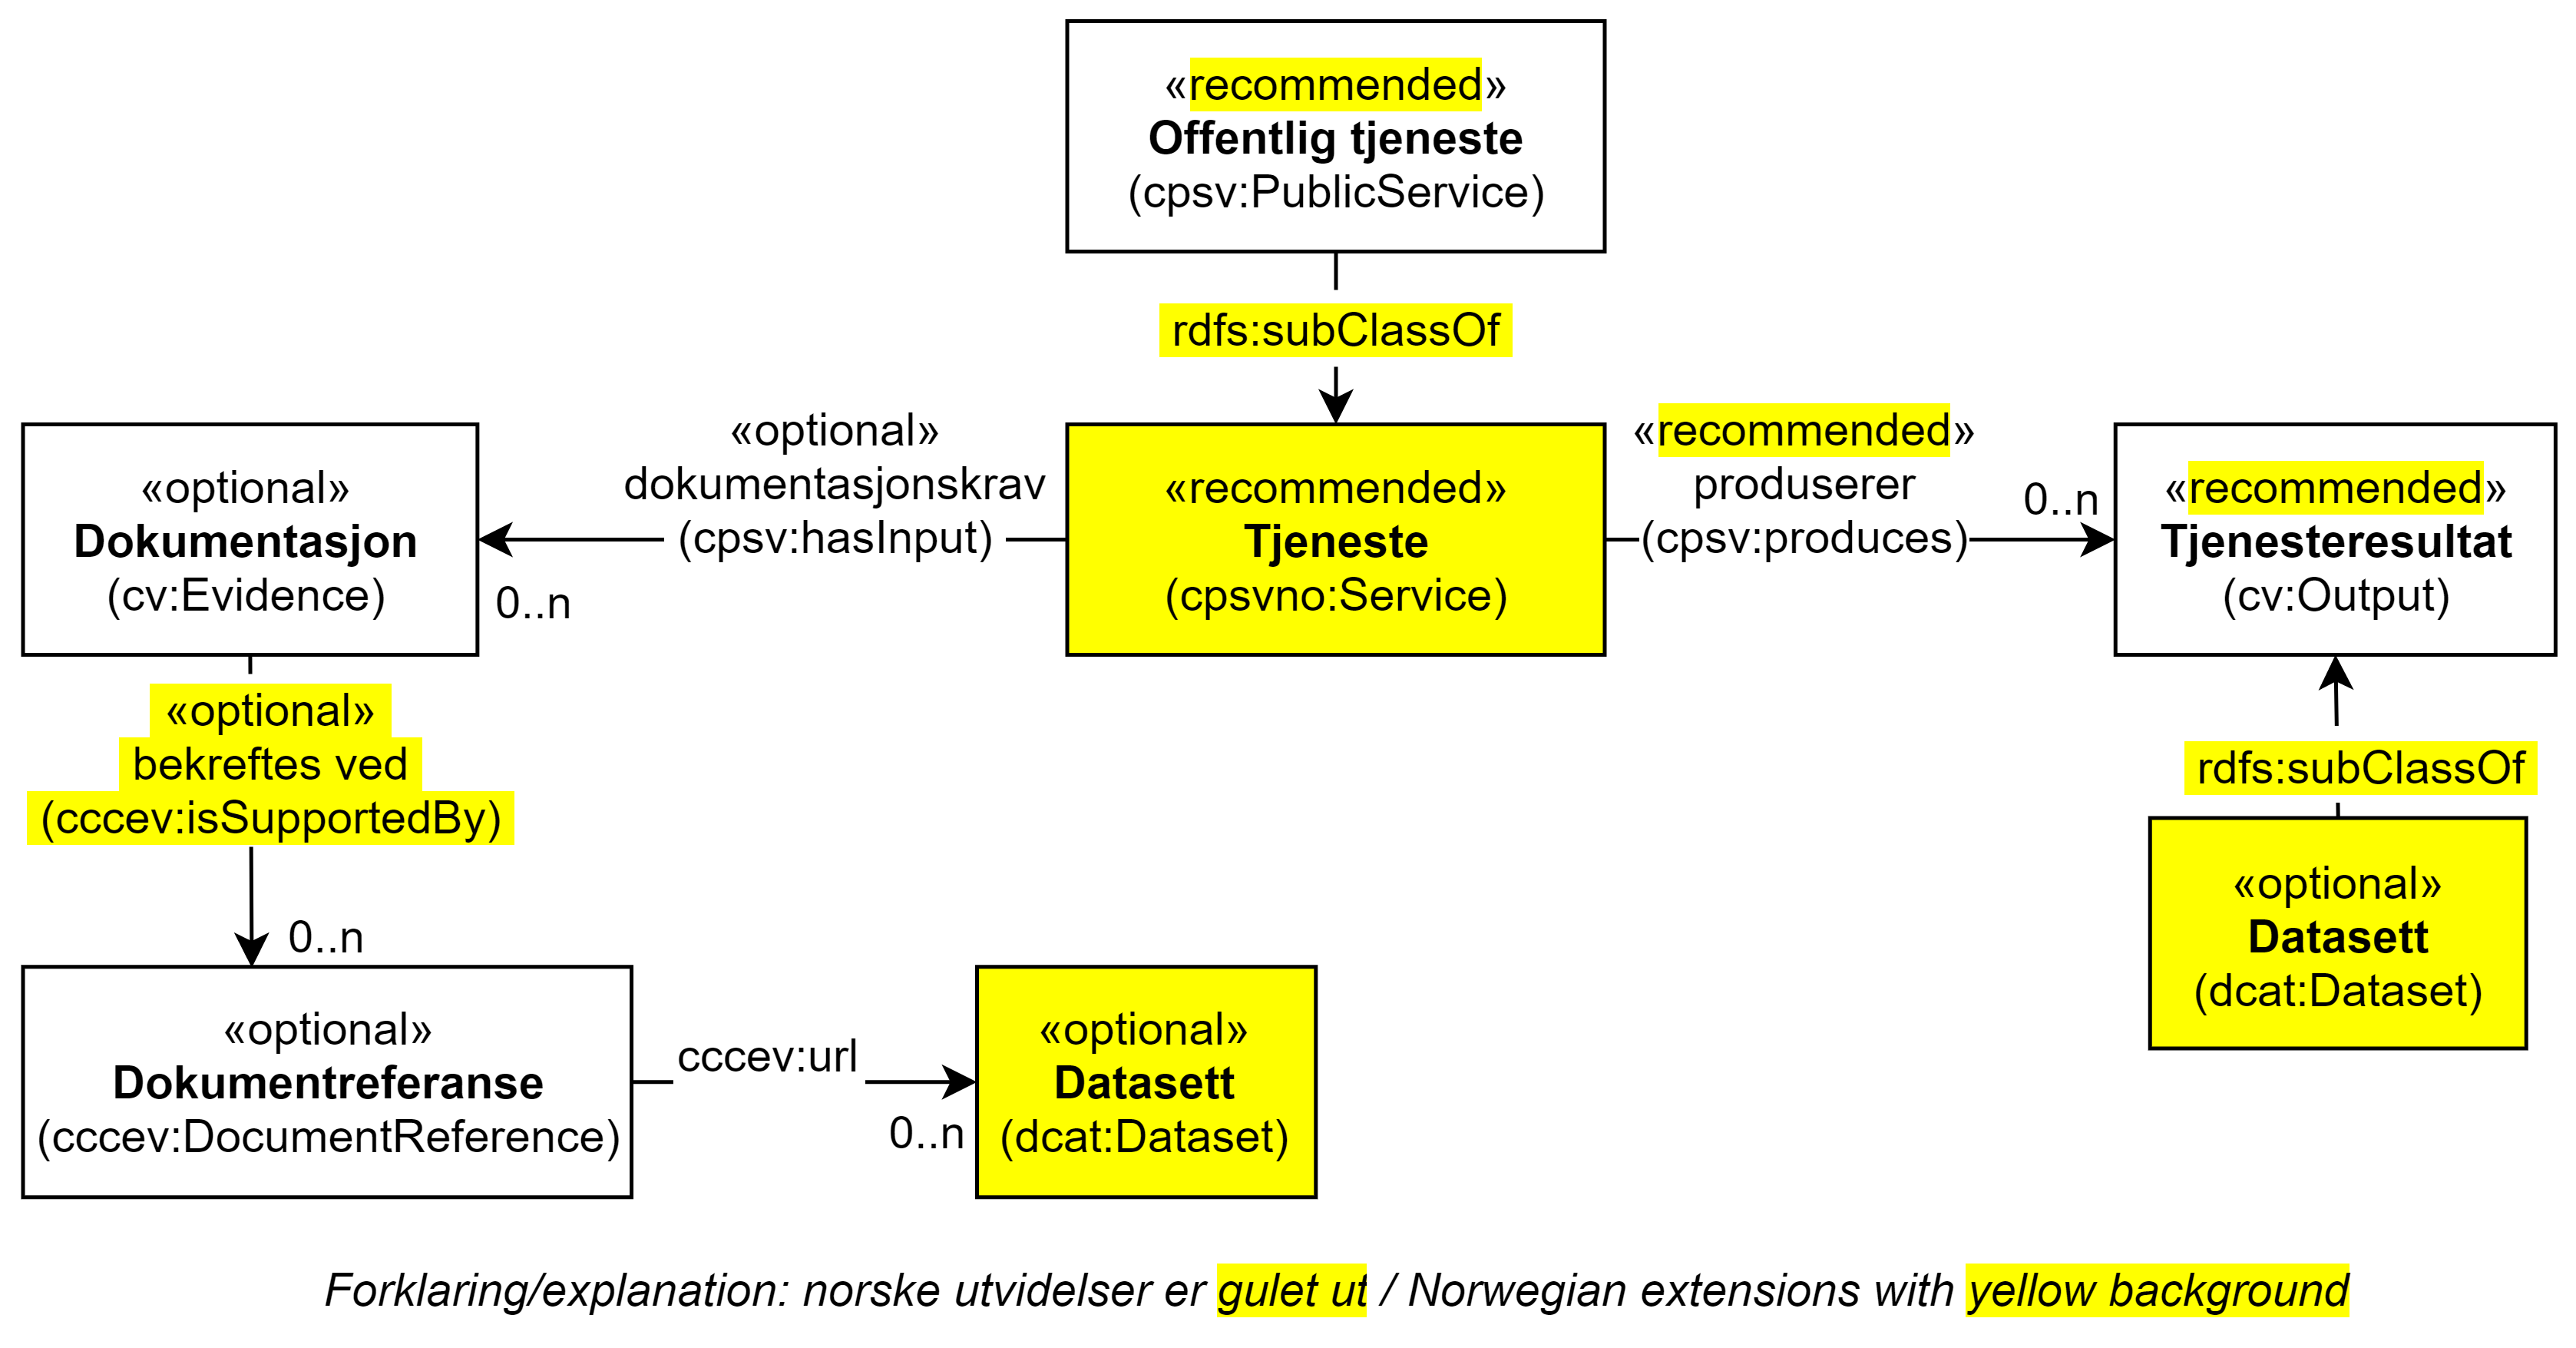 «recommended»
Offentlig tjeneste
(cpsv:PublicService)
rdfs:subClassOf
«optional»
Dokumentasjon
(cv:Evidence)
«optional»
dokumentasjonskrav
(cpsv:hasInput)
0..n
«recommended»
Tjeneste
(cpsvno:Service)
«recommended»
produserer
(cpsv:produces)
0..n
«recommended»
Tjenesteresultat
(cv:Output)
«optional»
bekreftes ved
(cccev:isSupportedBy)
0..n
rdfs:subClassOf
«optional»
Datasett
(dcat:Dataset)
«optional»
Dokumentreferanse
(cccev:DocumentReference)
cccev:url
0..n
«optional»
Datasett
(dcat:Dataset)
Forklaring/explanation: norske utvidelser er gulet ut / Norwegian extensions with yellow background